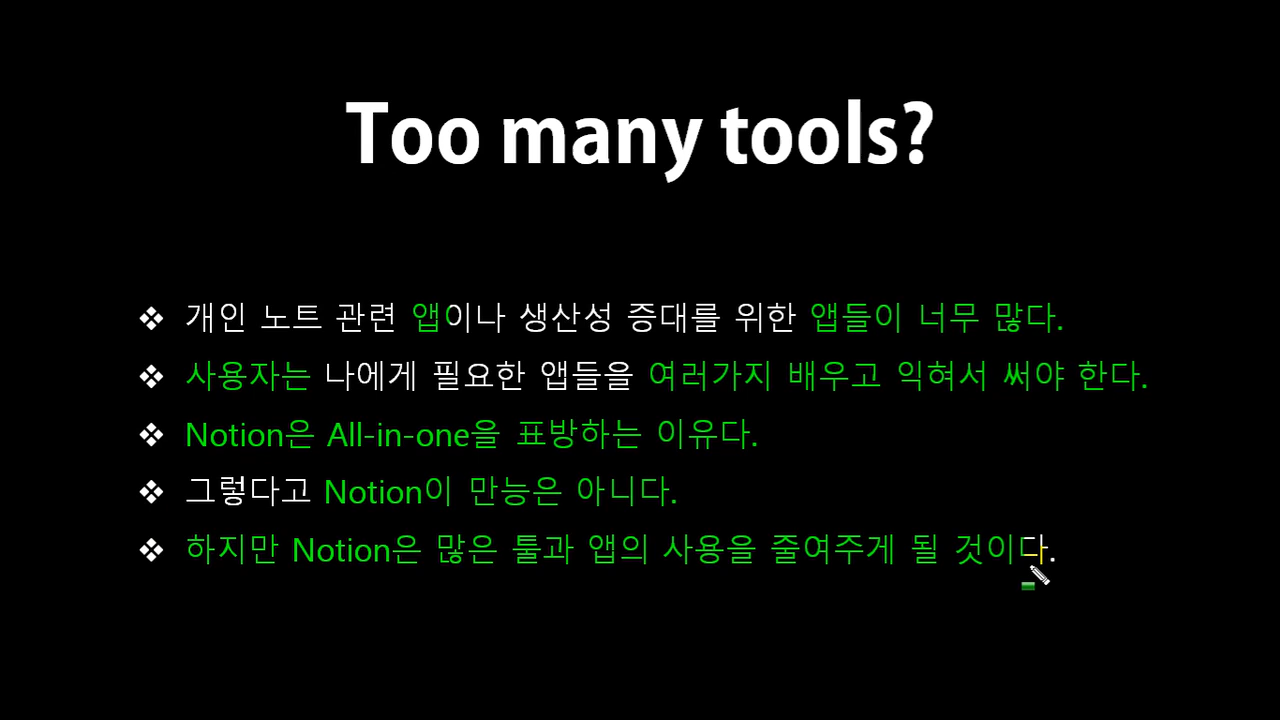 Too many tools?
❖ 개인 노트 관련 앱이나 생산성 증대를 위한 앱들이 너무 많다.
❖ 사용자는 나에게 필요한 앱들을 여러가지 배우고 익혀서 써야 한다.
❖ Notion은 All-in-one을 표방하는 이유다.
❖ 그렇다고 Notion이 만능은 아니다.
❖ 하지만 Notion은 많은 툴과 앱의 사용을 줄여주게 될 것이다.